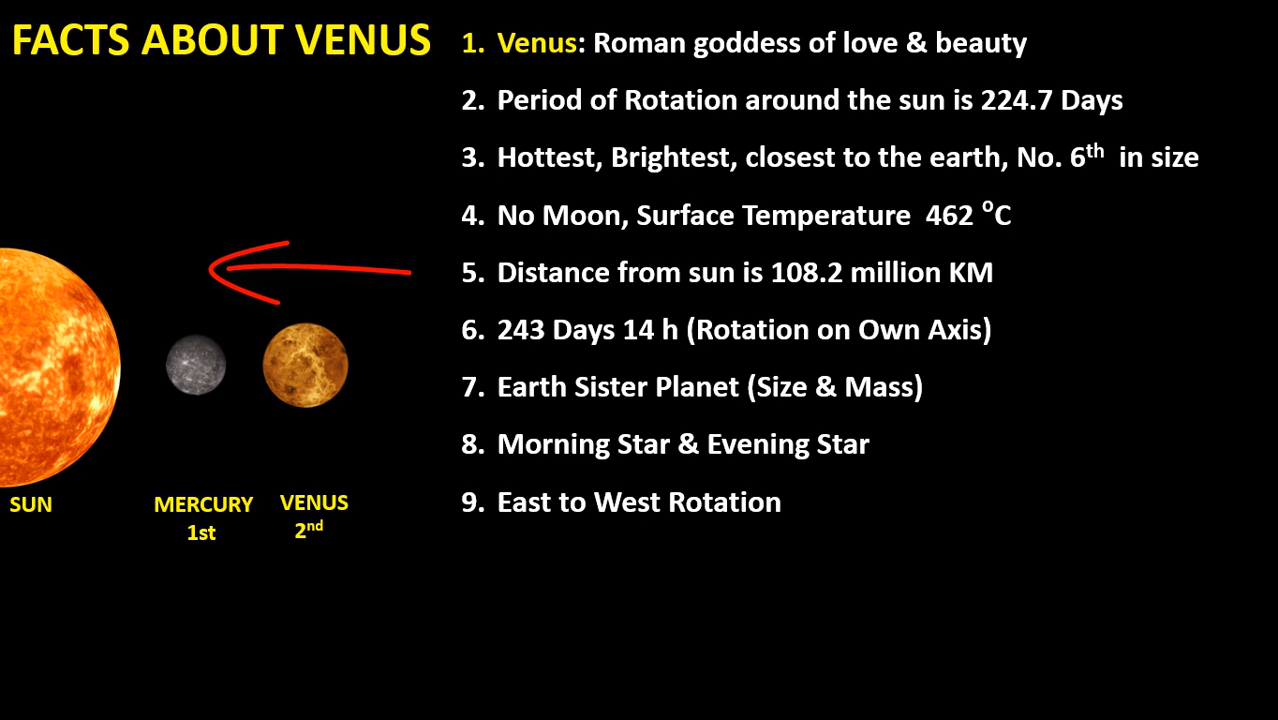 FACTS ABOUT VENUS
1. Venus: Roman goddess of love & beauty
2. Period of Rotation around the sun is 224.7 Days
3. Hottest, Brightest, closest to the earth, No. 6th in size
4. No Moon, Surface Temperature 462 ⁰C
5. Distance from sun is 108.2 million KM
6. 243 Days 14 h (Rotation on Own Axis)
7. Earth Sister Planet (Size & Mass)
8. Morning Star & Evening Star
9. East to West Rotation
SUN
MERCURY
1st
VENUS
2nd